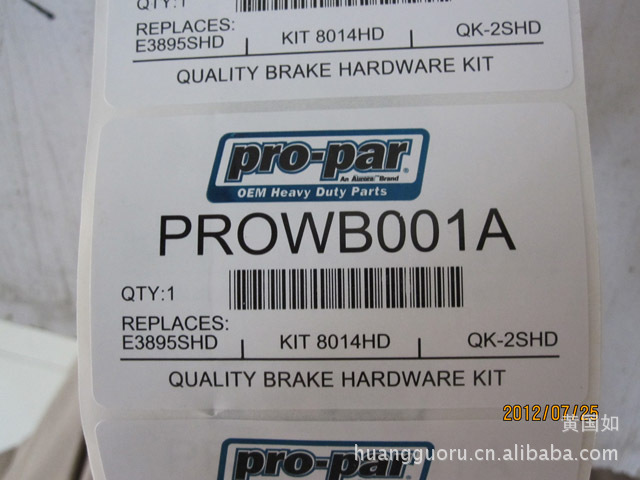 QTY:1
REPLACES:
E3895SHD KIT 8014HD QK-2SHD
QUALITY BRAKE HARDWARE KIT
pro-par®
An Aurora™ Brand
OEM Heavy Duty Parts
PROWB001A
QTY:1
REPLACES:
E3895SHD KIT 8014HD QK-2SHD
QUALITY BRAKE HARDWARE KIT
2012/07/25
黄国如
huangguoru.cn.alibaba.com
pro-par